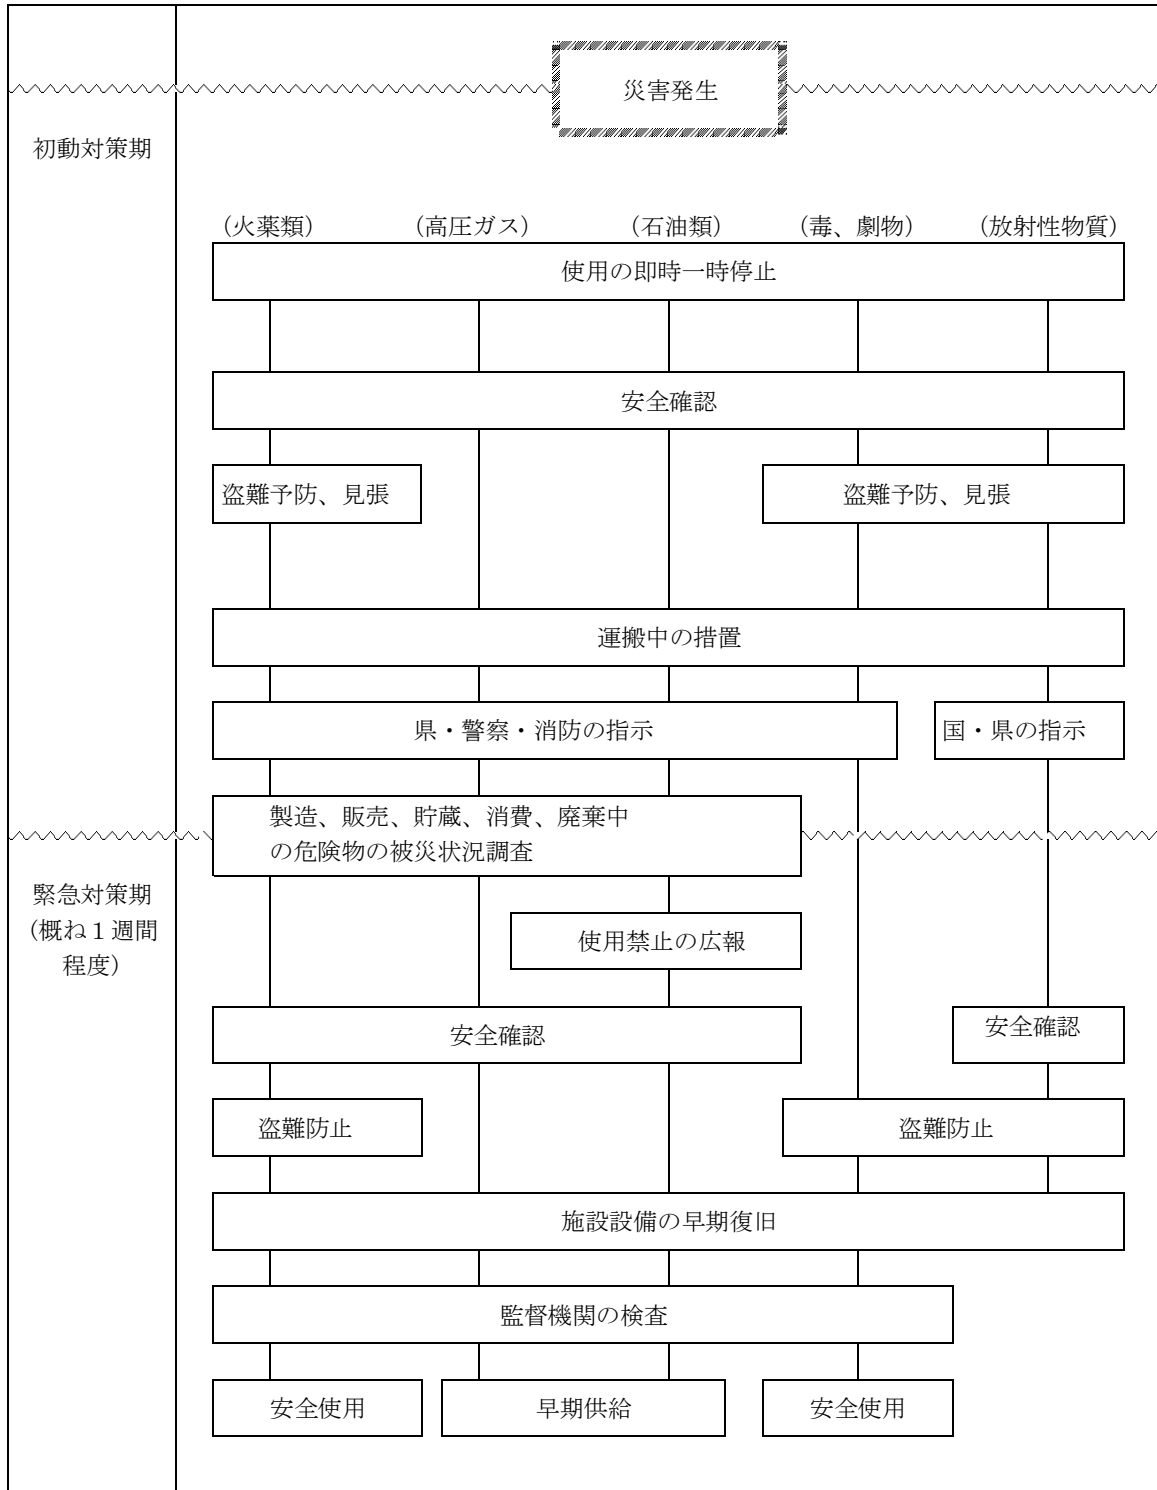 災害発生
初動対策期
（火薬類）
（高圧ガス）
（石油類）
（毒、劇物）
（放射性物質）
使用の即時一時停止
安全確認
盗難予防、見張
盗難予防、見張
運搬中の措置
県・警察・消防の指示
国・県の指示
製造、販売、貯蔵、消費、廃棄中
の危険物の被災状況調査
緊急対策期
（概ね１週間
程度）
使用禁止の広報
安全確認
安全確認
盗難防止
盗難防止
施設設備の早期復旧
監督機関の検査
安全使用
早期供給
安全使用